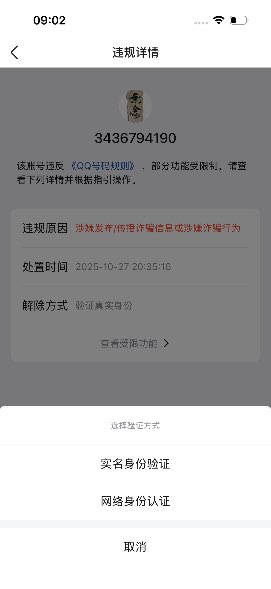 09:02
违规详情
3436794190
该账号违反《QQ号码规则》，部分功能受限制，请查
看下列详情并根据指引操作。
违规原因 涉嫌发布/传播诈骗信息或涉嫌诈骗行为
处置时间 2025-10-27 20:35:16
解除方式 验证真实身份
查看受限功能
选择验证方式
实名身份验证
网络身份认证
取消